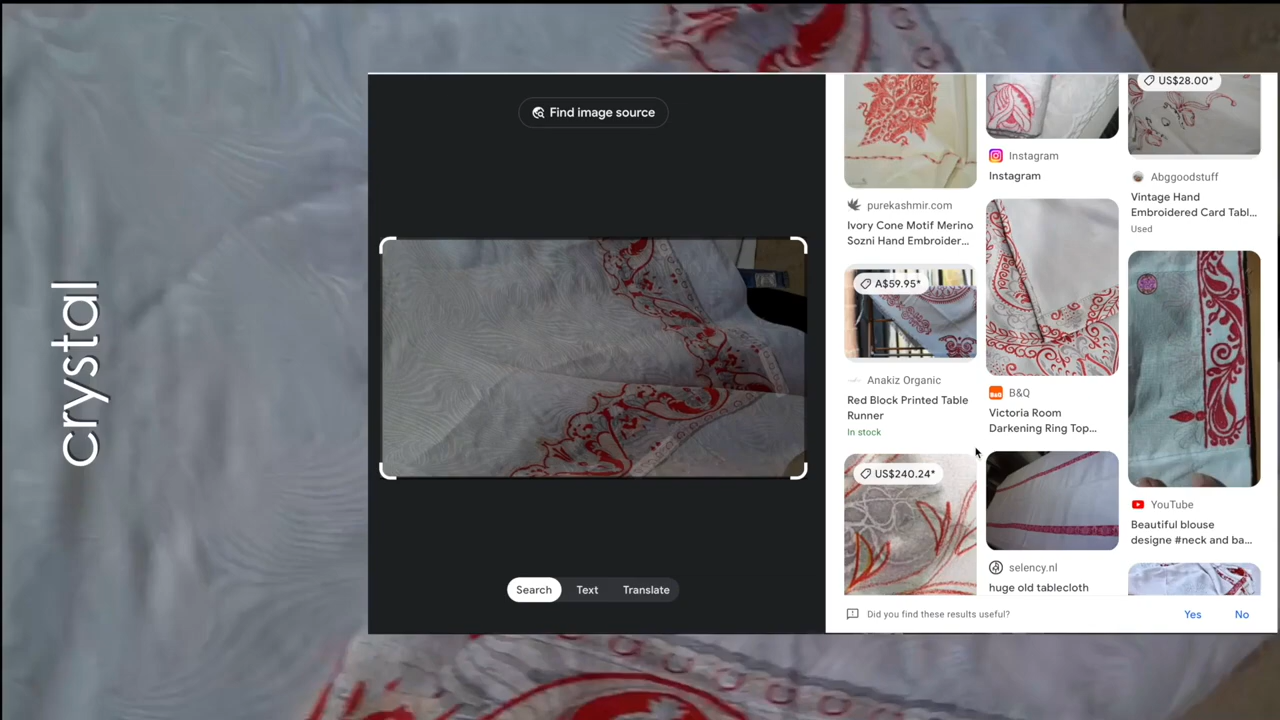 crystal
Find image source
Search
Text
Translate
purekashmir.com
Ivory Cone Motif Merino
Sozni Hand Embroider...
A$59.95*
Anakiz Organic
Red Block Printed Table
Runner
In stock
US$240.24*
Instagram
Instagram
B&Q
Victoria Room
Darkening Ring Top...
selency.nl
huge old tablecloth
US$28.00*
Abggoodstuff
Vintage Hand
Embroidered Card Tabl...
Used
YouTube
Beautiful blouse
designe #neck and ba...
Did you find these results useful?
Yes
No